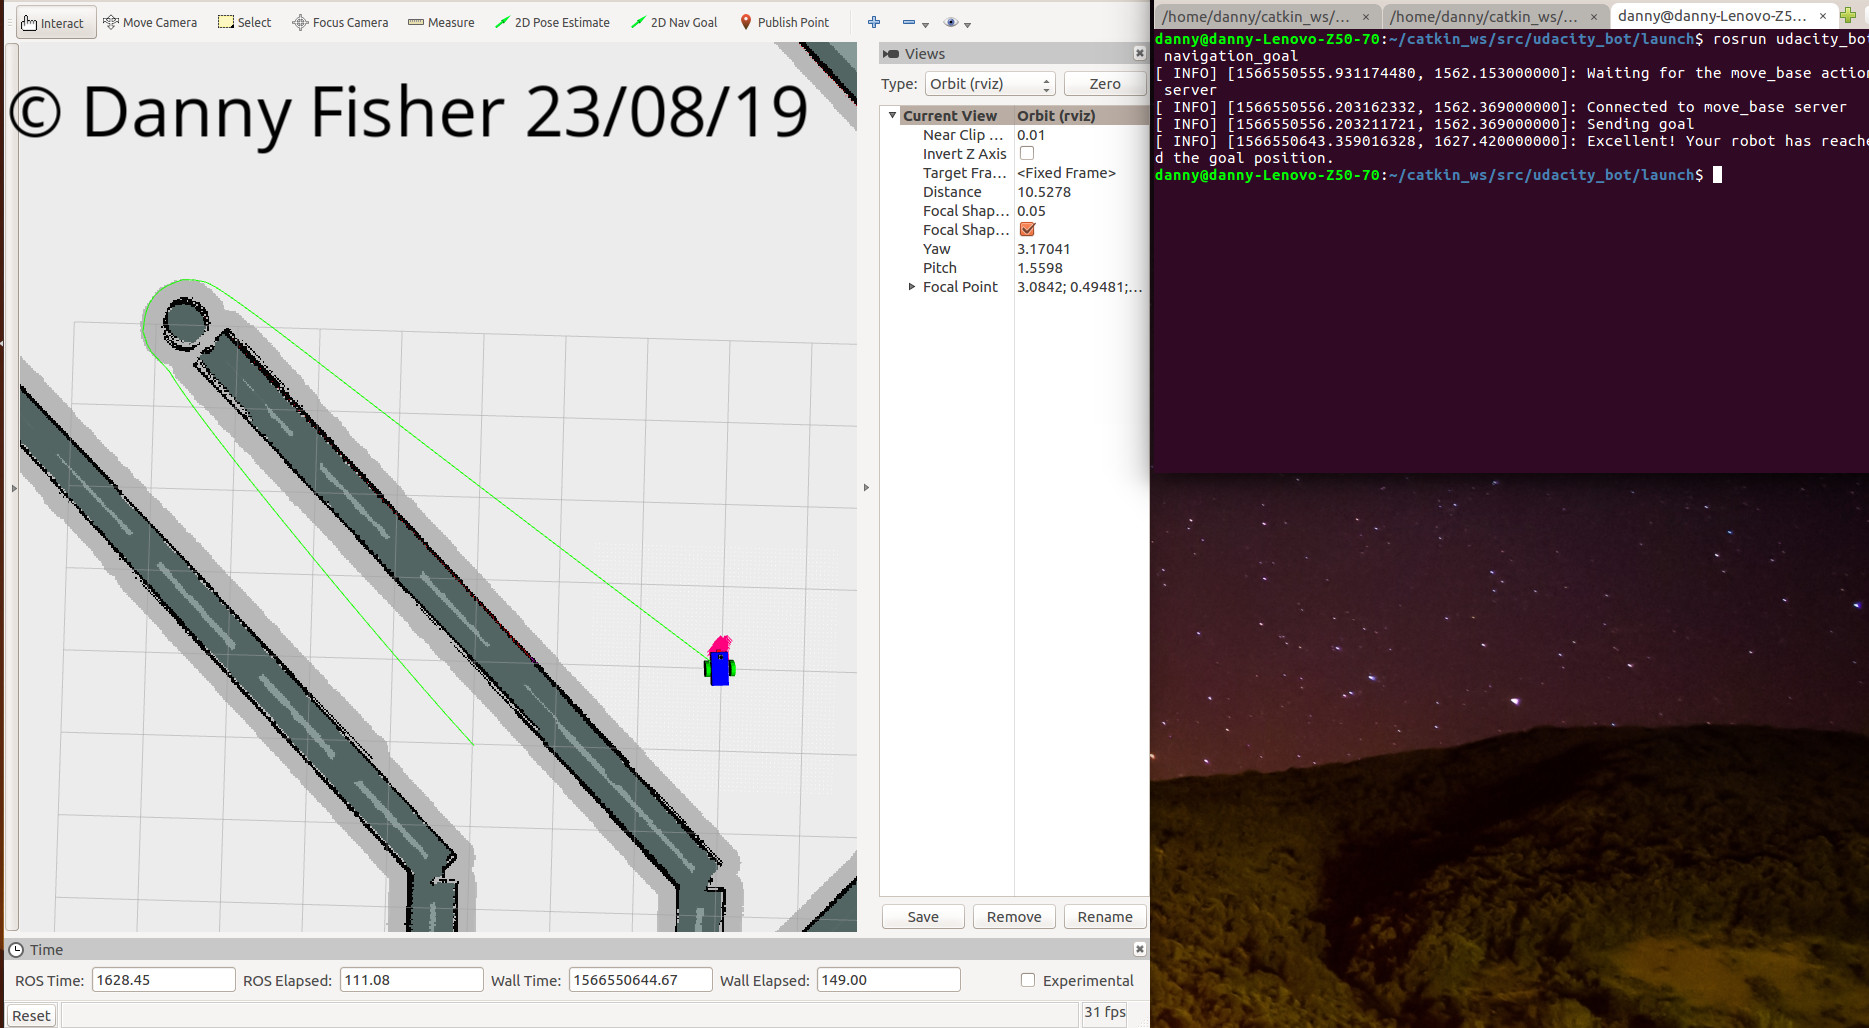 Interact
Move Camera
Select
Focus Camera
Measure
2D Pose Estimate
2D Nav Goal
Publish Point
© Danny Fisher 23/08/19
Views
Type: Orbit (rviz) Zero
Current View Orbit (rviz)
Near Clip ... 0.01
Invert Z Axis
Target Fra... <Fixed Frame>
Distance 10.5278
Focal Shap... 0.05
Focal Shap...
Yaw 3.17041
Pitch 1.5598
Focal Point 3.0842; 0.49481;...
Save Remove Rename
Time
ROS Time: 1628.45 ROS Elapsed: 111.08 Wall Time: 1566550644.67 Wall Elapsed: 149.00 Experimental
Reset 31 fps
/home/danny/catkin_ws/... × /home/danny/catkin_ws/... × danny@danny-Lenovo-Z5... ×
danny@danny-Lenovo-Z50-70:~/catkin_ws/src/udacity_bot/launch$ rosrun udacity_bot
navigation_goal
[ INFO] [1566550555.931174480, 1562.153000000]: Waiting for the move_base action
server
[ INFO] [1566550556.203162332, 1562.369000000]: Connected to move_base server
[ INFO] [1566550556.203211721, 1562.369000000]: Sending goal
[ INFO] [1566550643.359016328, 1627.420000000]: Excellent! Your robot has reache
d the goal position.
danny@danny-Lenovo-Z50-70:~/catkin_ws/src/udacity_bot/launch$